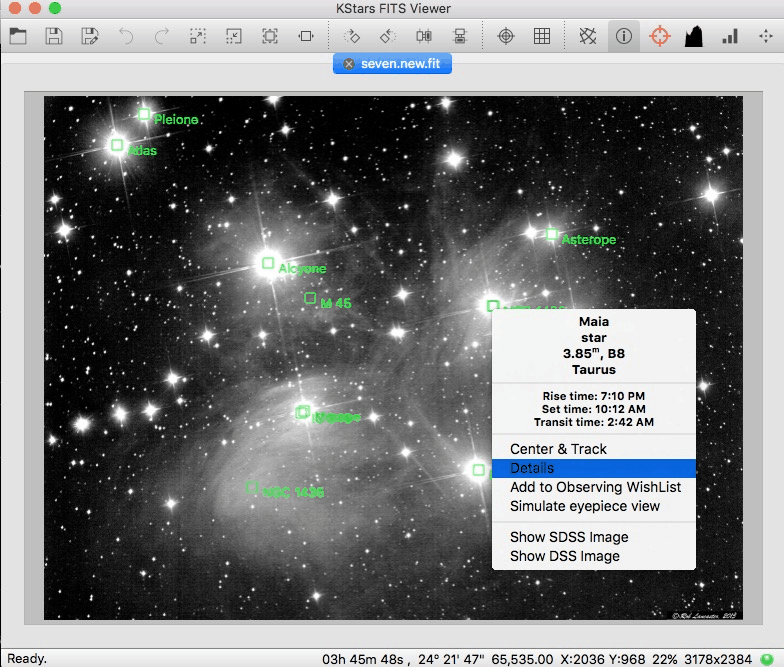 KStars FITS Viewer
seven.new.fit
Pleione
Atlas
Asterope
Alcyone
M 45
Maia
star
3.85ᵐ, B8
Taurus
Rise time: 7:10 PM
Set time: 10:12 AM
Transit time: 2:42 AM
Center & Track
Details
Add to Observing WishList
Simulate eyepiece view
Show SDSS Image
Show DSS Image
NGC 1435
©Rob Lancaster, 2015
Ready.
03h 45m 48s , 24° 21' 47" 65,535.00 X:2036 Y:968 22% 3178x2384